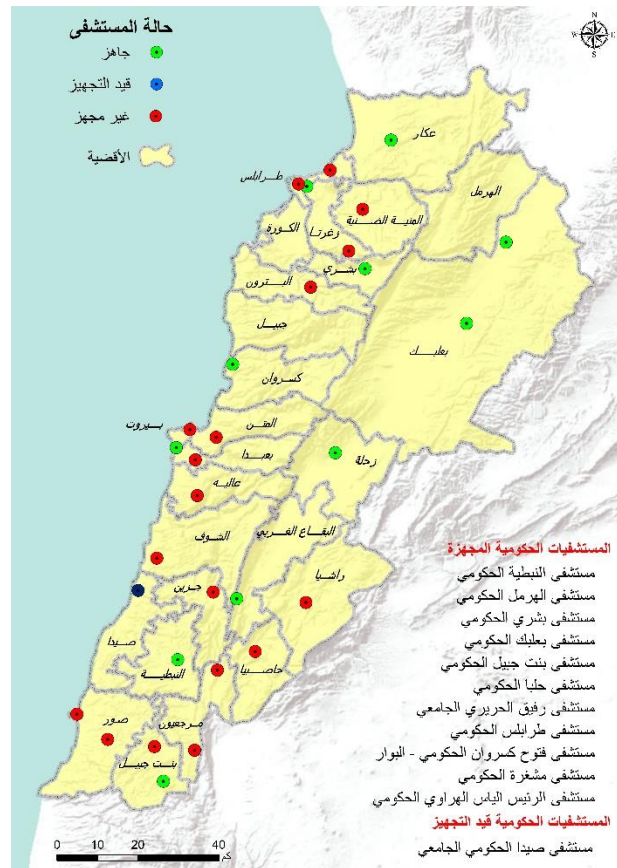 حالة المستشفى
جاهز
قيد التجهيز
غير مجهز
الأقضية
N
W E
S
عكار
طرابلس
الهرمل
المنية الضنية
زغرتا
الكورة
بشري
البترون
جبيل
بعلبك
كسروان
بيروت
المتن
بعبدا
زحلة
عاليه
الشوف
البقاع الغربي
راشيا
جزين
صيدا
حاصبيا
النبطية
مرجعيون
صور
بنت جبيل
المستشفيات الحكومية المجهزة
مستشفى النبطية الحكومي
مستشفى الهرمل الحكومي
مستشفى بشري الحكومي
مستشفى بعلبك الحكومي
مستشفى بنت جبيل الحكومي
مستشفى حلبا الحكومي
مستشفى رفيق الحريري الجامعي
مستشفى طرابلس الحكومي
مستشفى فتوح كسروان الحكومي - البوار
مستشفى مشغرة الحكومي
مستشفى الرئيس الياس الهراوي الحكومي
المستشفيات الحكومية قيد التجهيز
مستشفى صيدا الحكومي الجامعي
0 10 20 40
كم